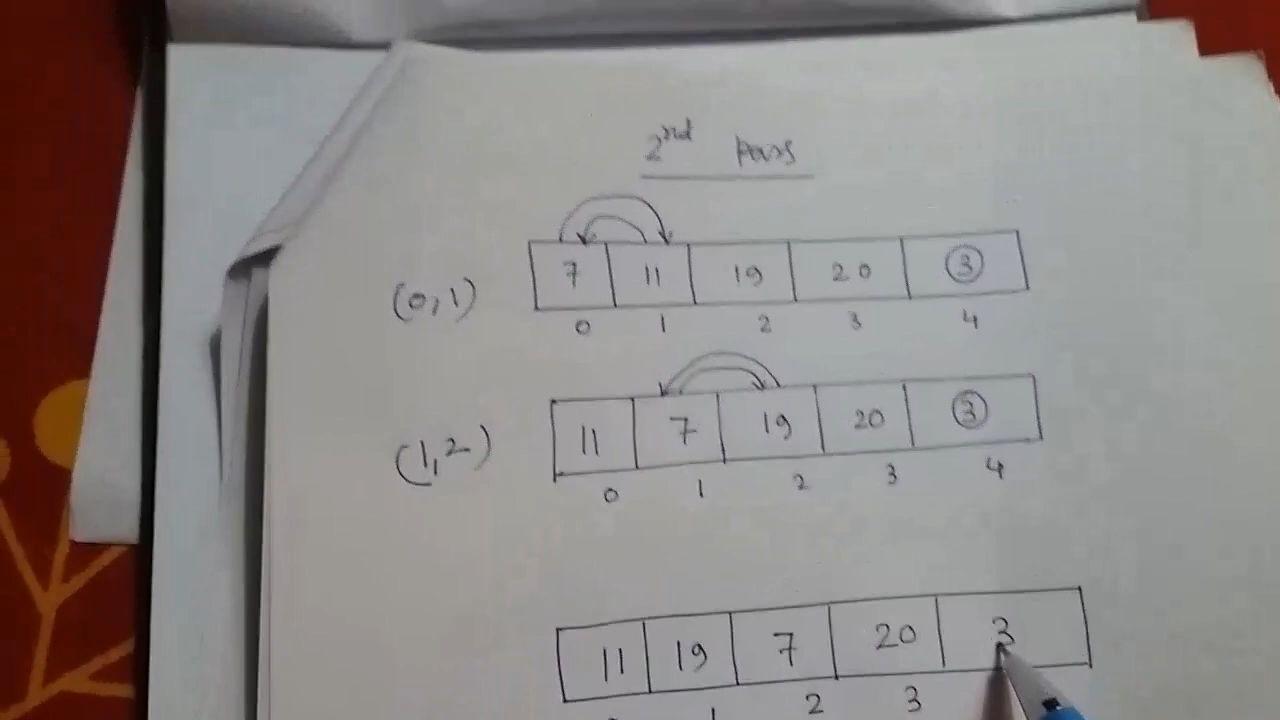 2nd Pass
(0,1) 7 11 19 20 3
0 1 2 3 4
(1,2) 11 7 19 20 3
0 1 2 3 4
11 19 7 20 3
1 2 3